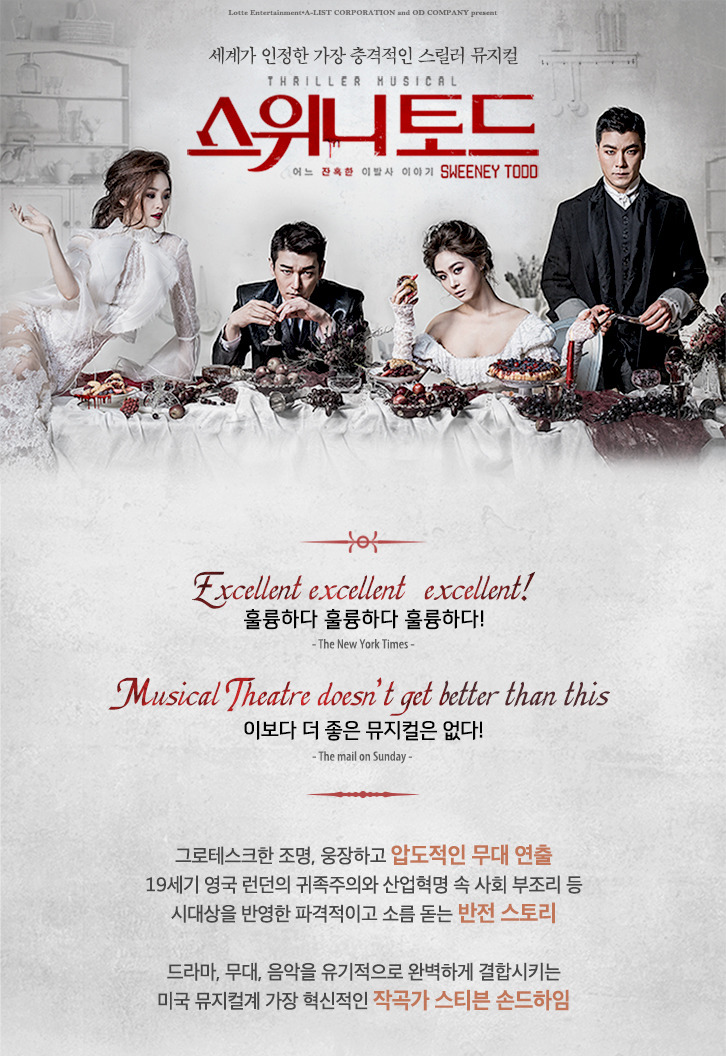 Lotte Entertainment•A-LIST CORPORATION and OD COMPANY present
세계가 인정한 가장 충격적인 스릴러 뮤지컬
THRILLER MUSICAL
스위니토드
어느 잔혹한 이발사 이야기 SWEENEY TODD
Excellent excellent excellent!
훌륭하다 훌륭하다 훌륭하다!
- The New York Times -
Musical Theatre doesn't get better than this
이보다 더 좋은 뮤지컬은 없다!
- The mail on Sunday -
그로테스크한 조명, 웅장하고 압도적인 무대 연출
19세기 영국 런던의 귀족주의와 산업혁명 속 사회 부조리 등
시대상을 반영한 파격적이고 소름 돋는 반전 스토리
드라마, 무대, 음악을 유기적으로 완벽하게 결합시키는
미국 뮤지컬계 가장 혁신적인 작곡가 스티븐 손드하임